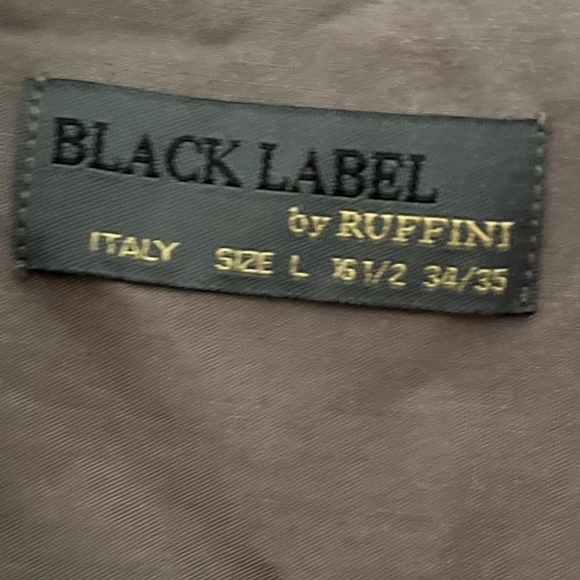 BLACK LABEL
by RUFFINI
ITALY SIZE L 16 1/2 34/35